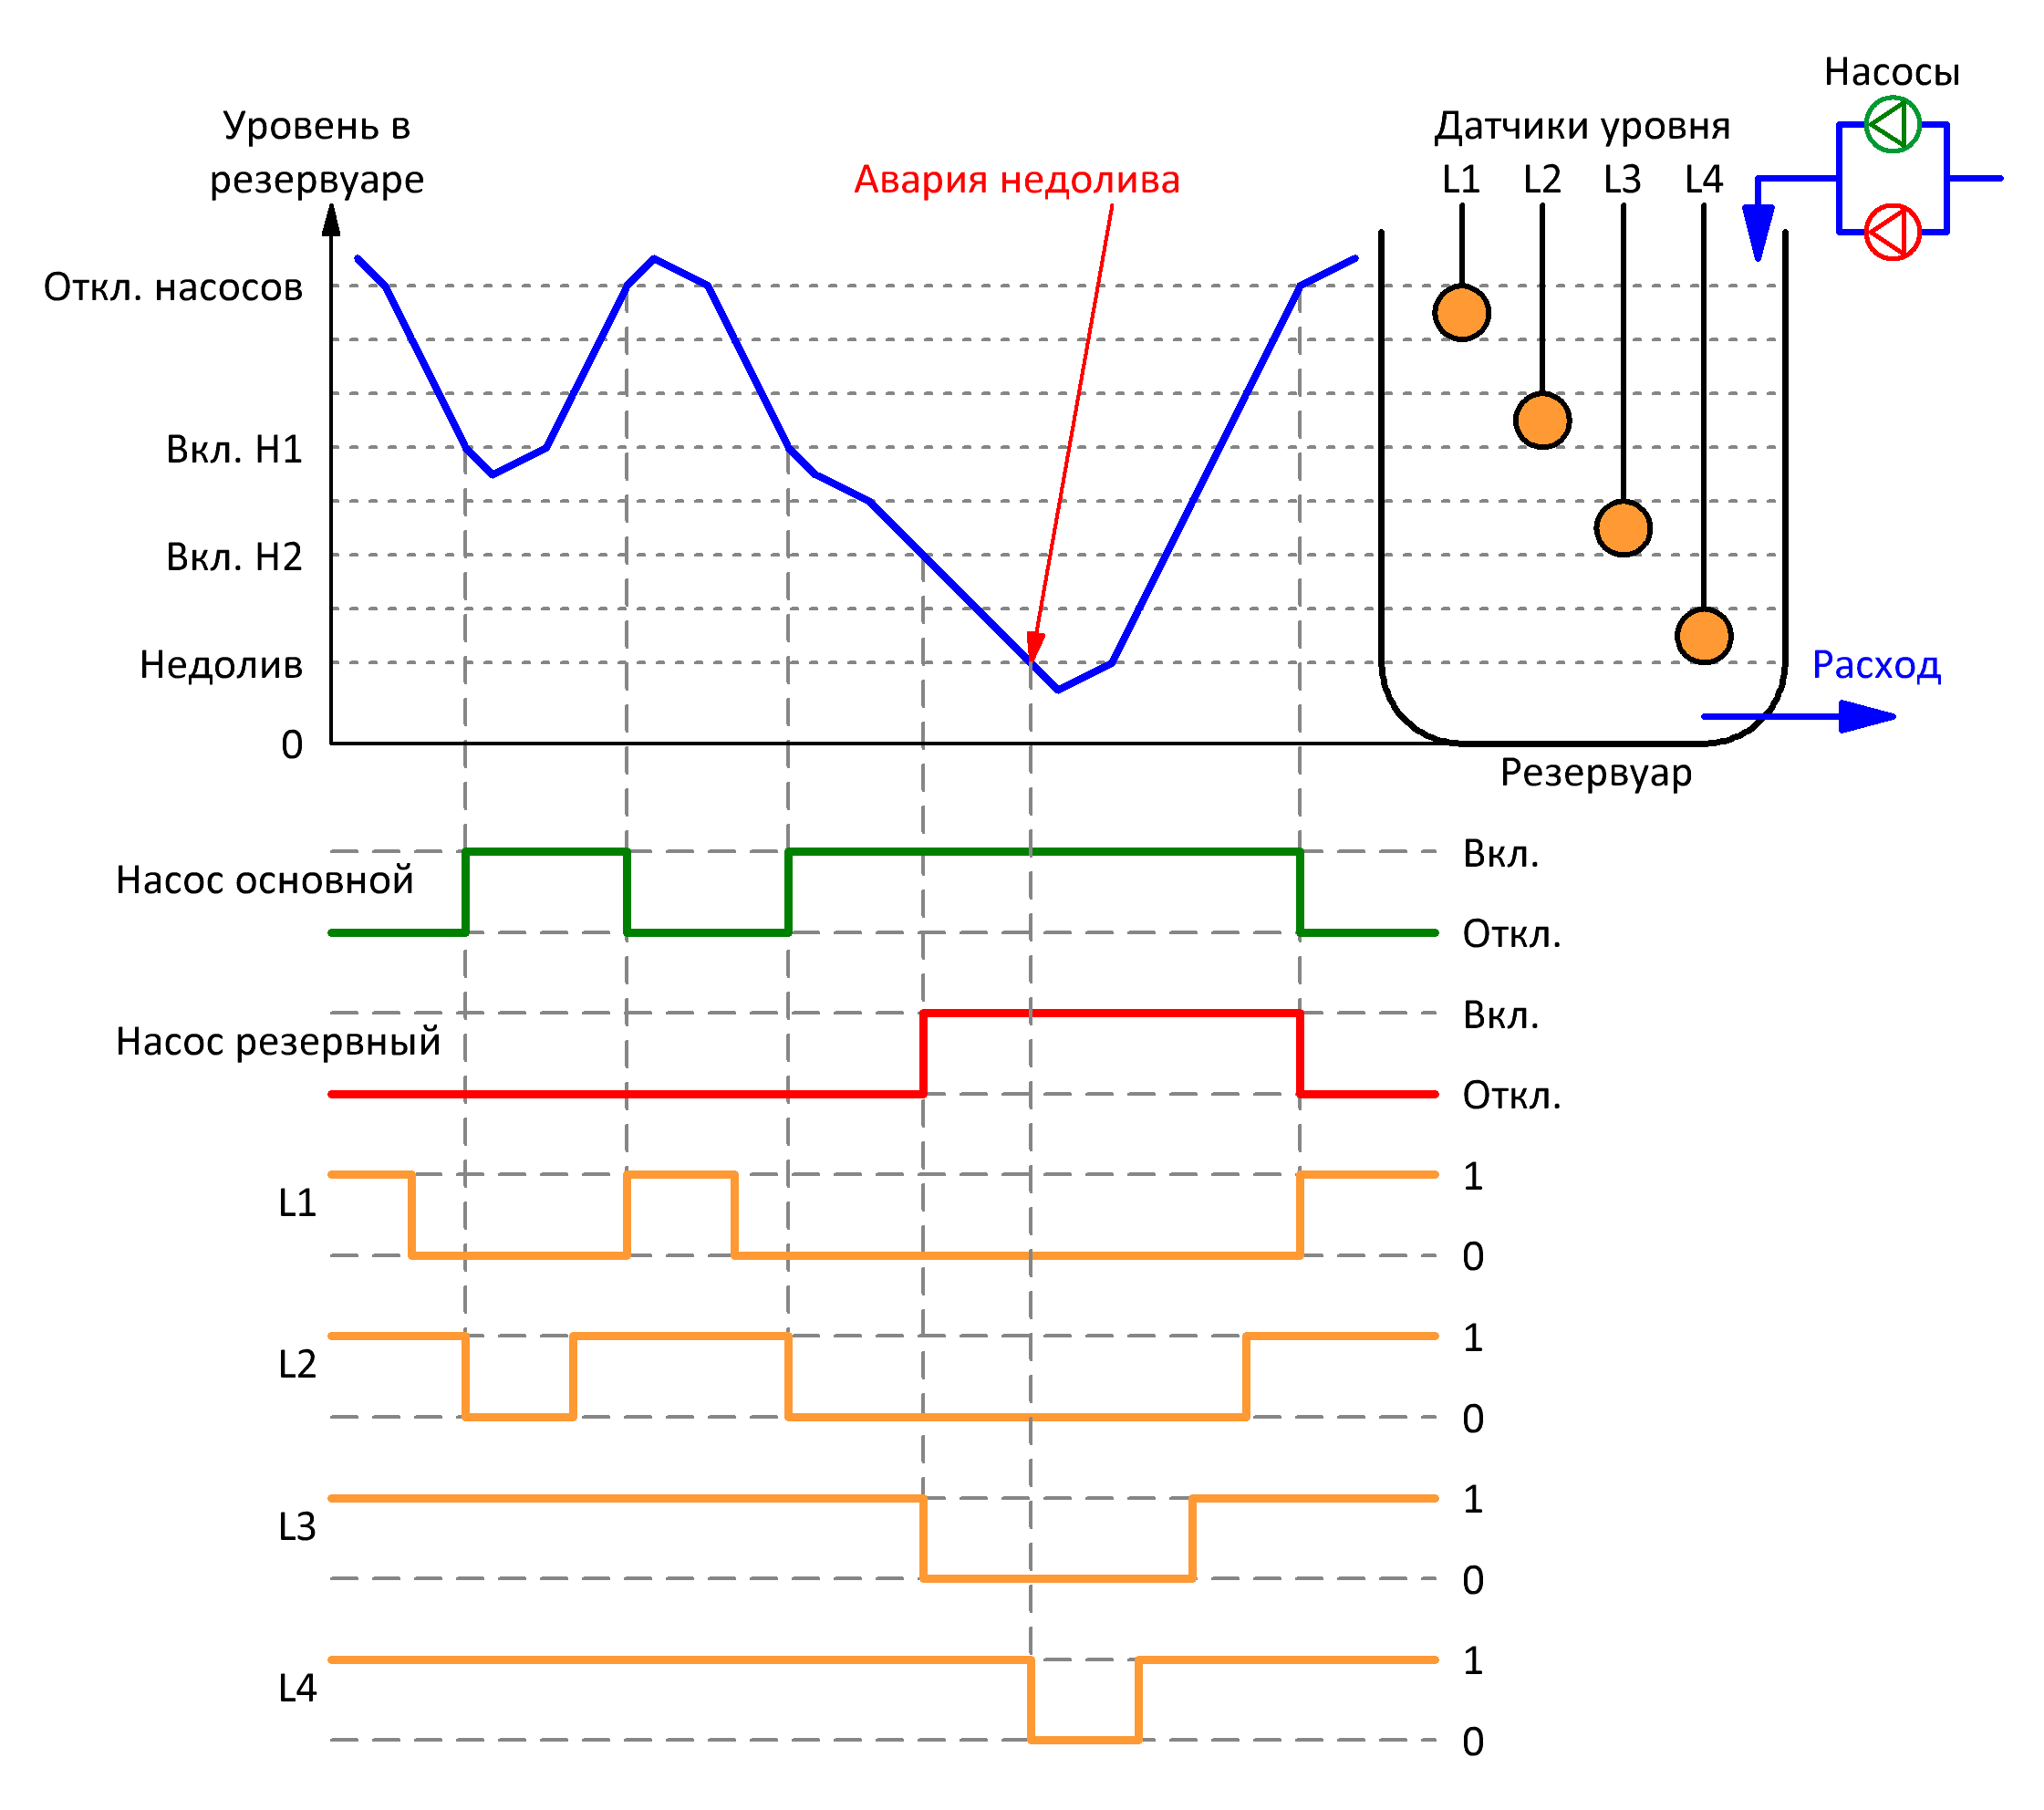 Насосы
Уровень в
резервуаре
Авария недолива
Датчики уровня
L1 L2 L3 L4
Откл. насосов
Вкл. Н1
Вкл. Н2
Недолив
Расход
0
Резервуар
Насос основной
Вкл.
Откл.
Насос резервный
Вкл.
Откл.
L1
1
0
L2
1
0
L3
1
0
L4
1
0